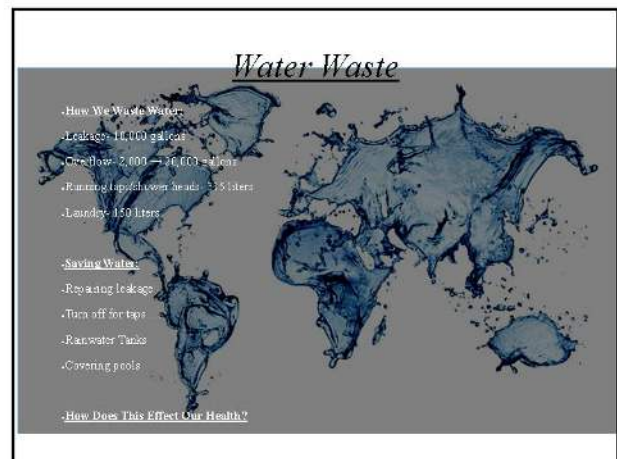 Water Waste
How We Waste Water:
Leakage- 10,000 gallons
Overflow- 2,000 — 20,000 gallons
Running taps/shower heads- liters
Laundry- 150 liters
Saving Water:
Repairing leakage
Turn off for taps
Rainwater Tanks
Covering pools
How Does This Effect Our Health?